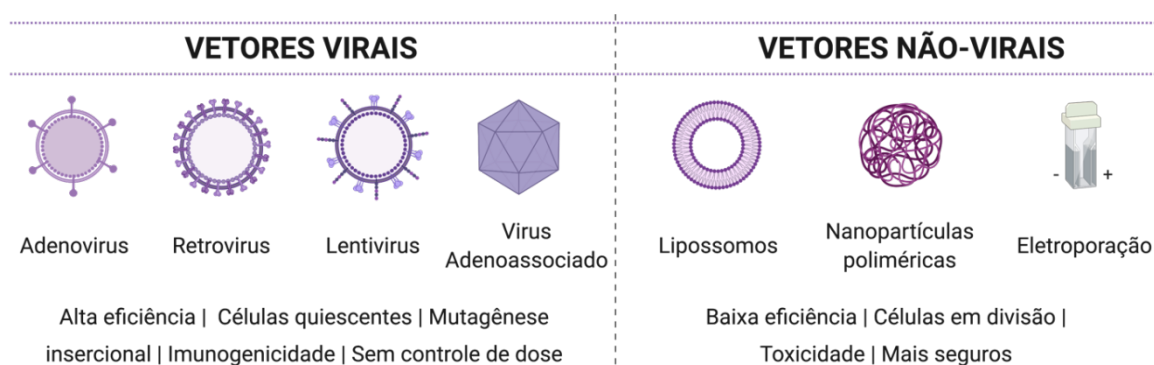 VETORES VIRAIS
Adenovirus
Retrovirus
Lentivirus
Virus
Adenoassociado
Alta eficiência | Células quiescentes | Mutagênese
insercional | Imunogenicidade | Sem controle de dose
VETORES NÃO-VIRAIS
Lipossomos
Nanopartículas
poliméricas
- +
Eletroporação
Baixa eficiência | Células em divisão |
Toxicidade | Mais seguros